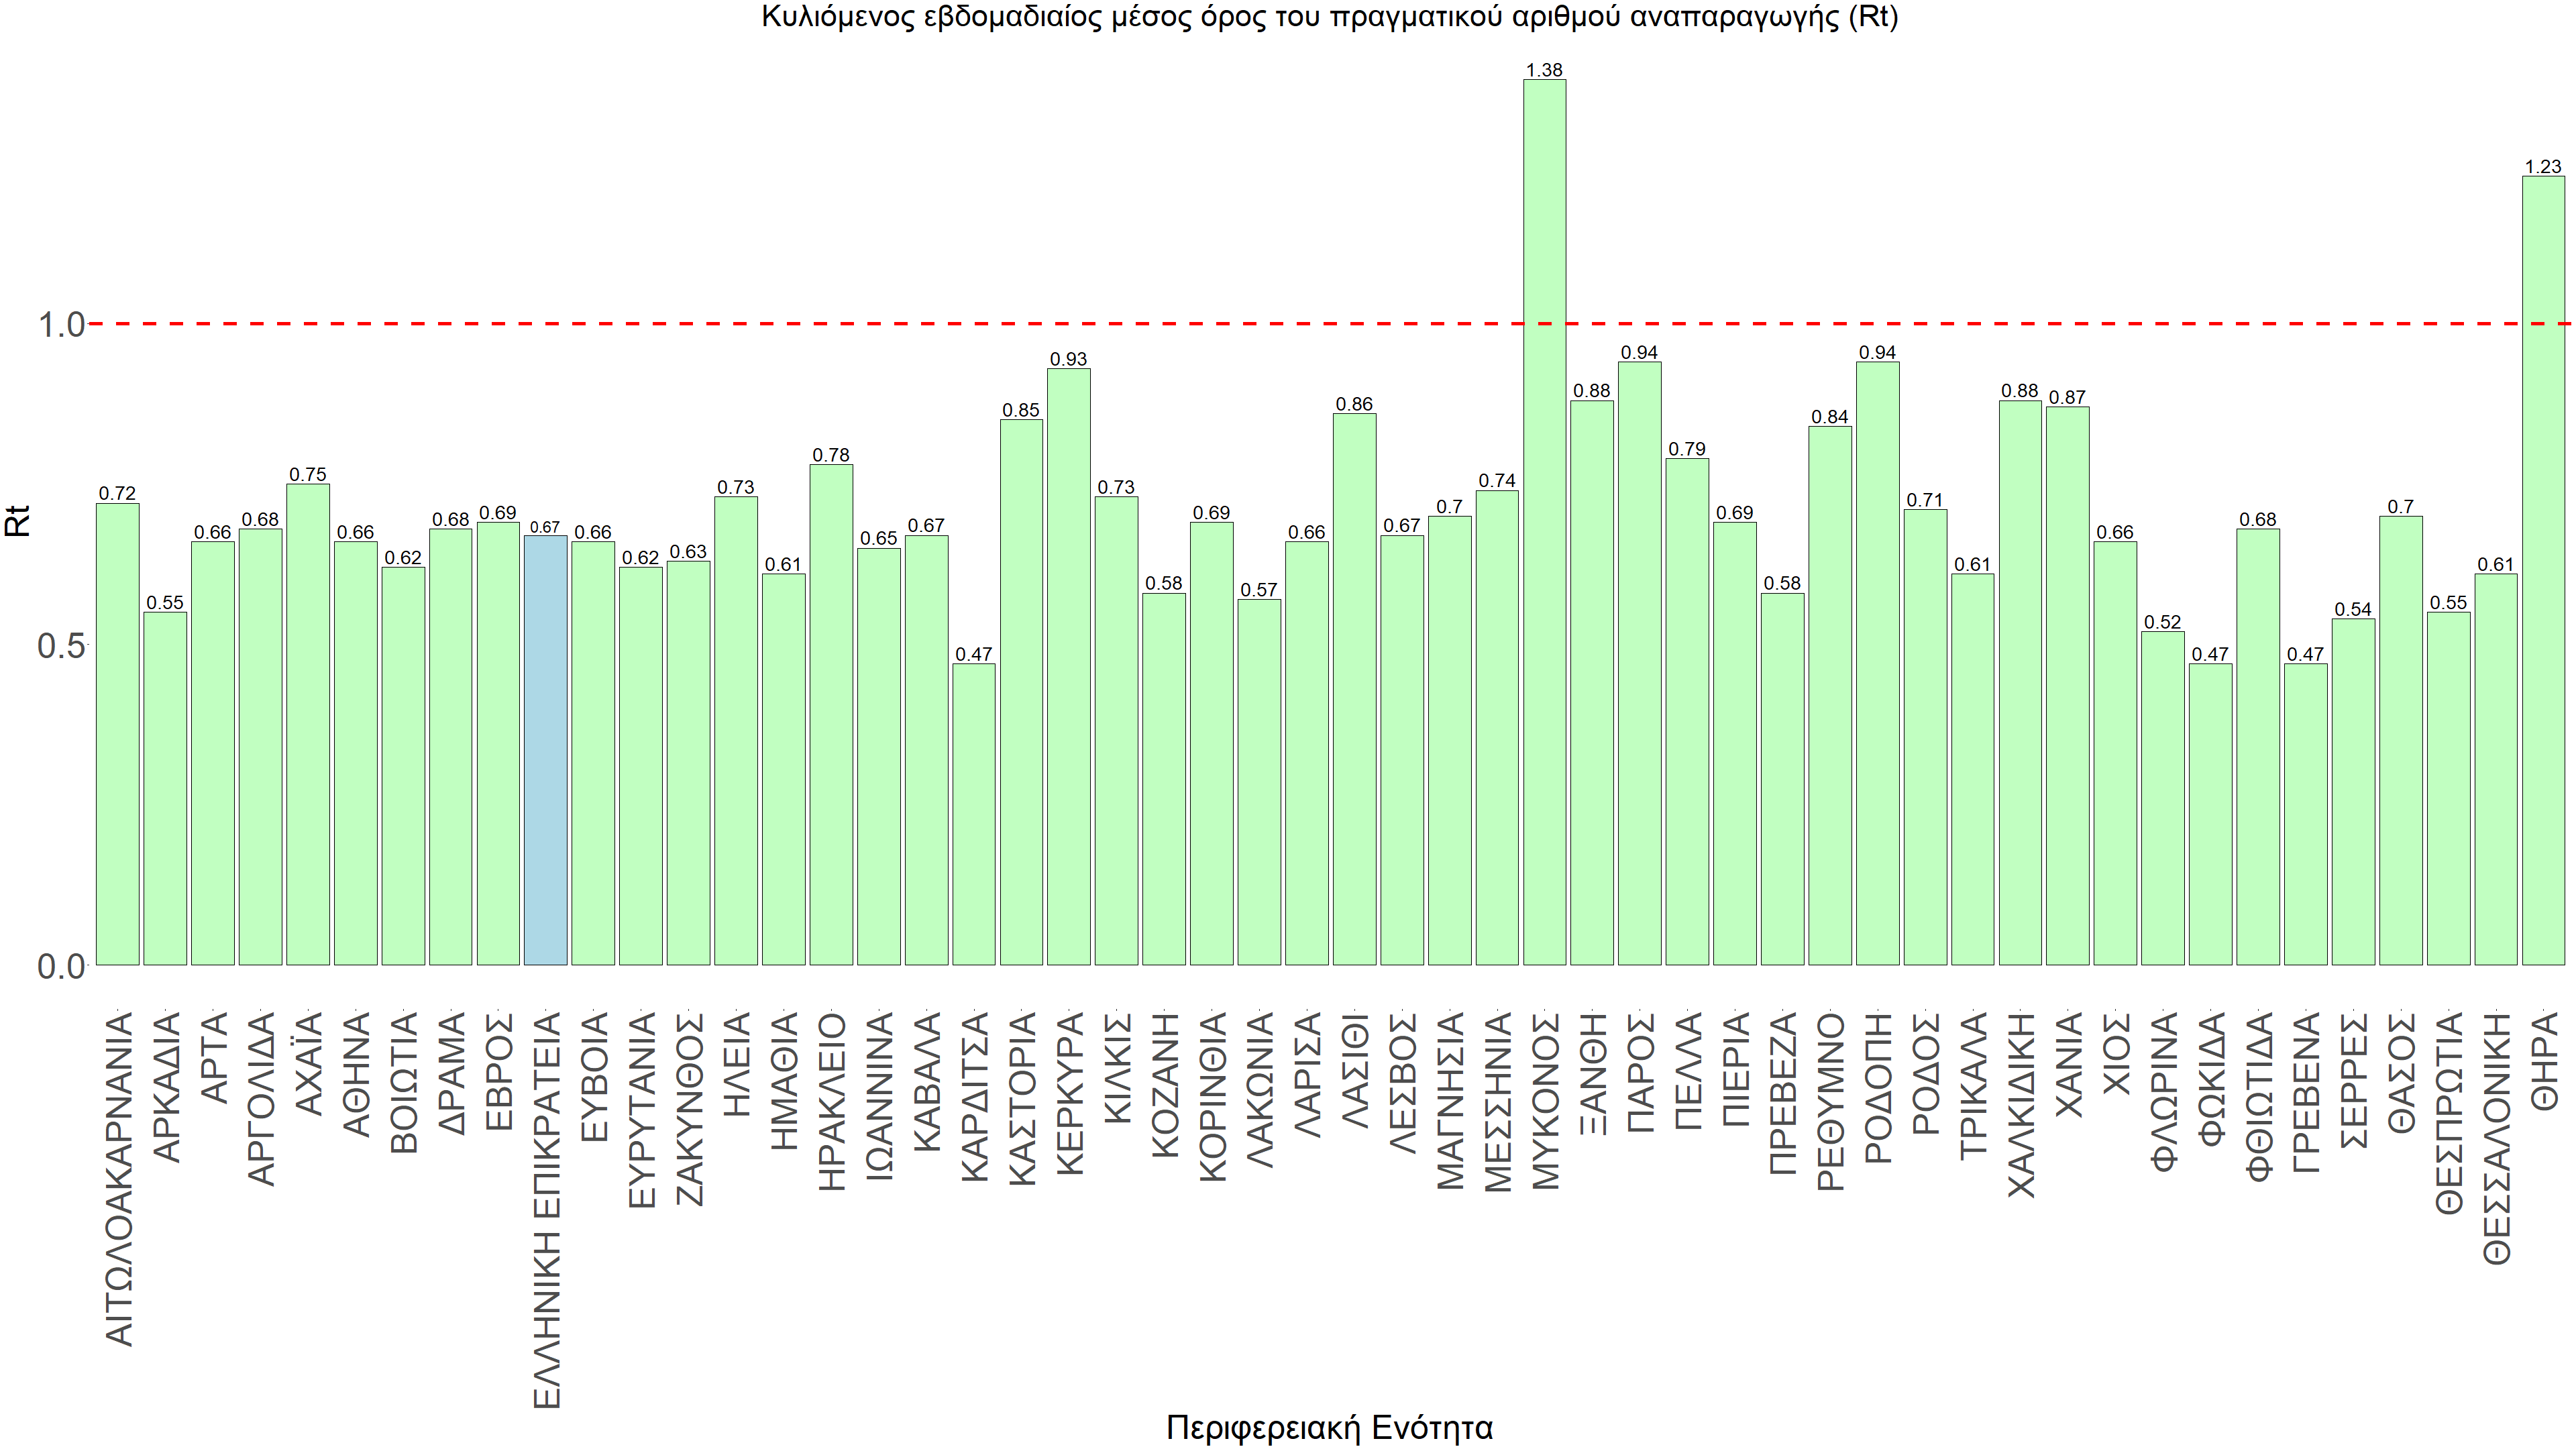 Κυλιόμενος εβδομαδιαίος μέσος όρος του πραγματικού αριθμού αναπαραγωγής (Rt)
Rt
1.0
0.5
0.0
0.72
0.55
0.66
0.68
0.75
0.66
0.62
0.68
0.69
0.67
0.66
0.62
0.63
0.73
0.61
0.78
0.65
0.67
0.47
0.85
0.93
0.73
0.58
0.69
0.57
0.66
0.86
0.67
0.7
0.74
1.38
0.88
0.94
0.79
0.69
0.58
0.84
0.94
0.71
0.61
0.88
0.87
0.66
0.52
0.47
0.68
0.47
0.54
0.7
0.55
0.61
1.23
ΑΙΤΩΛΟΑΚΑΡΝΑΝΙΑ
ΑΡΚΑΔΙΑ
ΑΡΤΑ
ΑΡΓΟΛΙΔΑ
ΑΧΑΪΑ
ΑΘΗΝΑ
ΒΟΙΩΤΙΑ
ΔΡΑΜΑ
ΕΒΡΟΣ
ΕΛΛΗΝΙΚΗ ΕΠΙΚΡΑΤΕΙΑ
ΕΥΒΟΙΑ
ΕΥΡΥΤΑΝΙΑ
ΖΑΚΥΝΘΟΣ
ΗΛΕΙΑ
ΗΜΑΘΙΑ
ΗΡΑΚΛΕΙΟ
ΙΩΑΝΝΙΝΑ
ΚΑΒΑΛΑ
ΚΑΡΔΙΤΣΑ
ΚΑΣΤΟΡΙΑ
ΚΕΡΚΥΡΑ
ΚΙΛΚΙΣ
ΚΟΖΑΝΗ
ΚΟΡΙΝΘΙΑ
ΛΑΚΩΝΙΑ
ΛΑΡΙΣΑ
ΛΑΣΙΘΙ
ΛΕΣΒΟΣ
ΜΑΓΝΗΣΙΑ
ΜΕΣΣΗΝΙΑ
ΜΥΚΟΝΟΣ
ΞΑΝΘΗ
ΠΑΡΟΣ
ΠΕΛΛΑ
ΠΙΕΡΙΑ
ΠΡΕΒΕΖΑ
ΡΕΘΥΜΝΟ
ΡΟΔΟΠΗ
ΡΟΔΟΣ
ΤΡΙΚΑΛΑ
ΧΑΛΚΙΔΙΚΗ
ΧΑΝΙΑ
ΧΙΟΣ
ΦΛΩΡΙΝΑ
ΦΩΚΙΔΑ
ΦΘΙΩΤΙΔΑ
ΓΡΕΒΕΝΑ
ΣΕΡΡΕΣ
ΘΑΣΟΣ
ΘΕΣΠΡΩΤΙΑ
ΘΕΣΣΑΛΟΝΙΚΗ
ΘΗΡΑ
Περιφερειακή Ενότητα